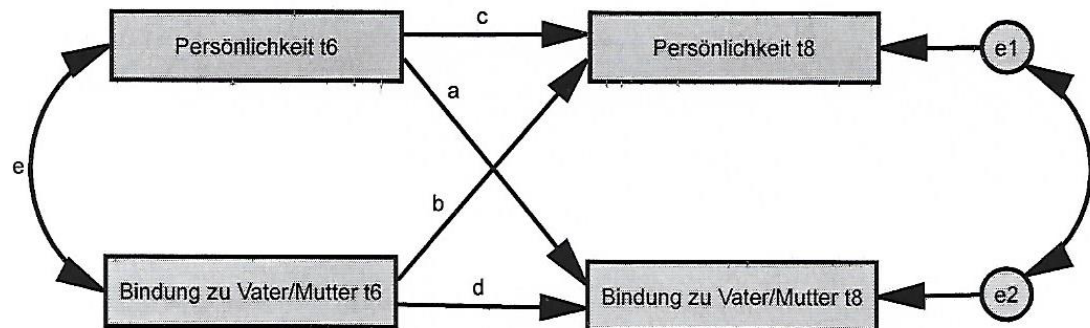 c
Persönlichkeit t6
Persönlichkeit t8
e1
a
e
b
Bindung zu Vater/Mutter t6
d
Bindung zu Vater/Mutter t8
e2